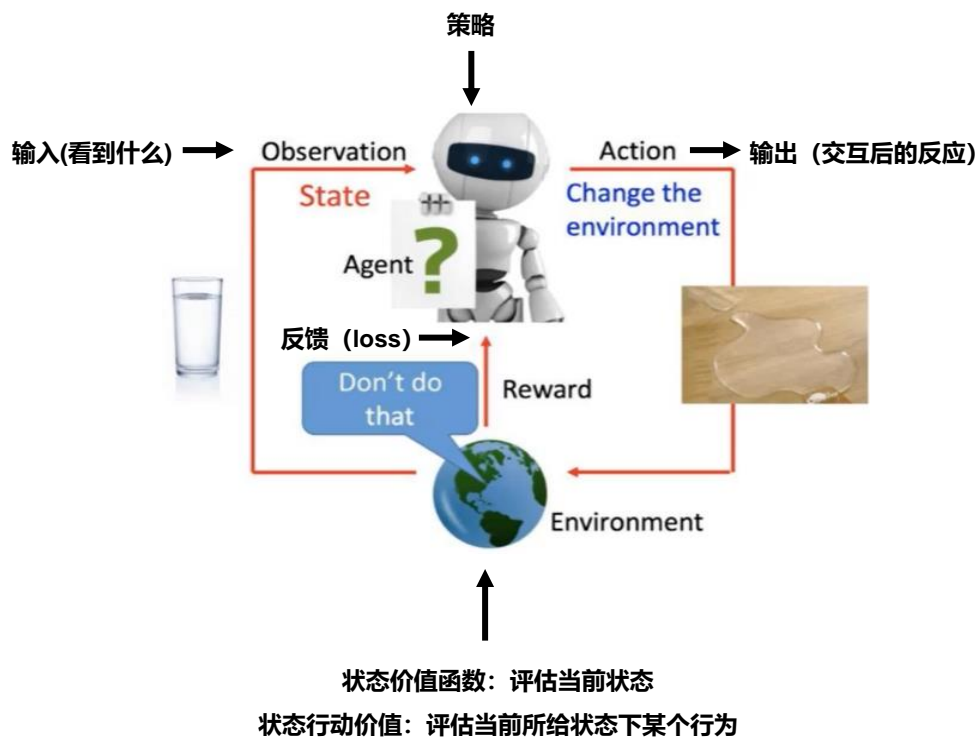 策略
输入(看到什么)
Observation
Action
输出（交互后的反应）
State
Change the
environment
Agent
?
反馈（loss）
Don't do
that
Reward
Environment
状态价值函数：评估当前状态
状态行动价值：评估当前所给状态下某个行为